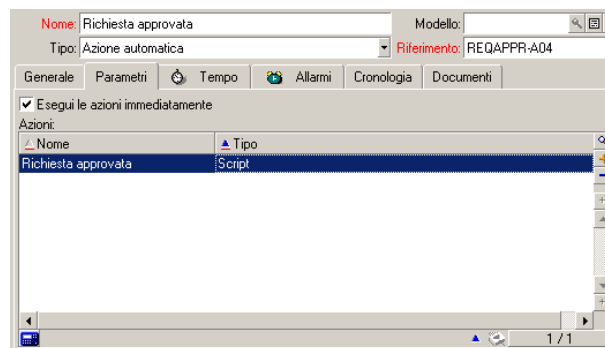 Nome: Richiesta approvata Modello:
Tipo: Azione automatica Riferimento: REQAPPR-A04
Generale Parametri Tempo Allarmi Cronologia Documenti
Esegui le azioni immediatamente
Azioni:
Nome Tipo
Richiesta approvata Script
1 / 1